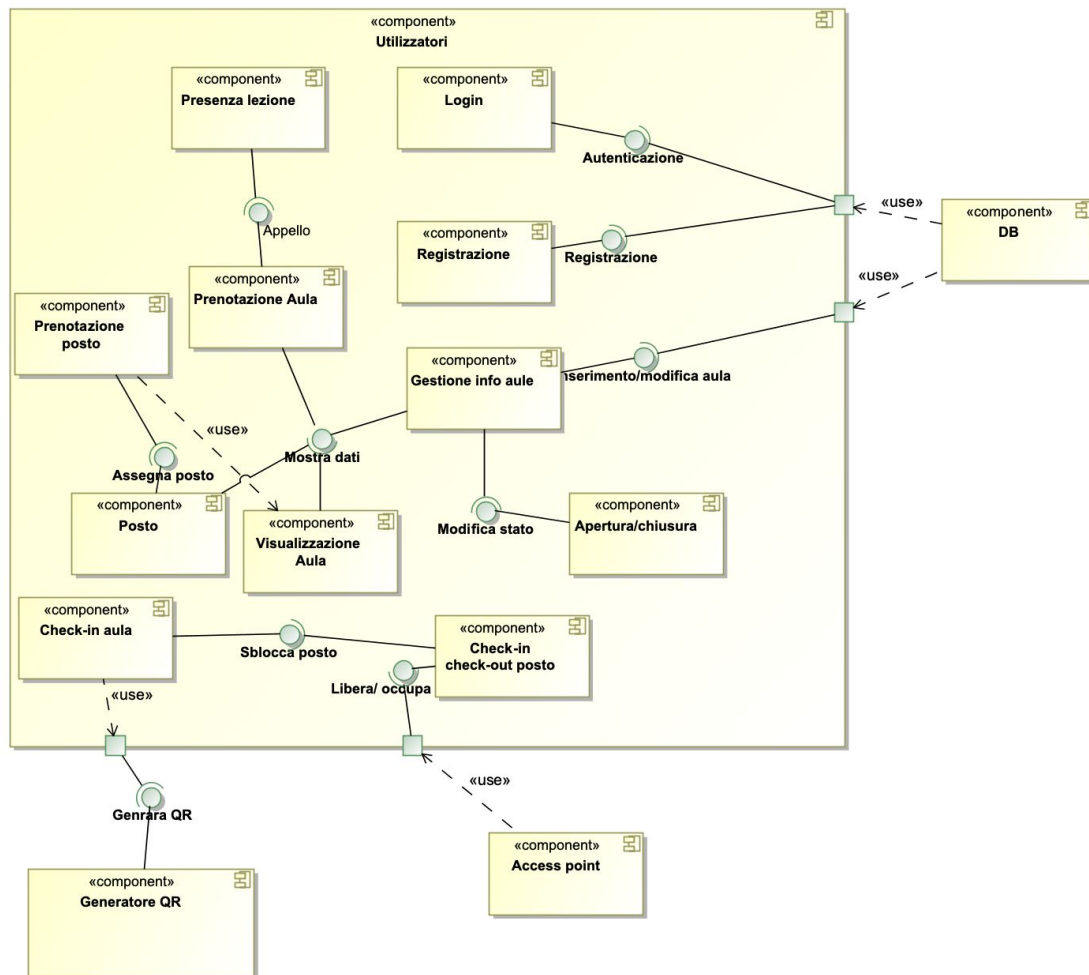 «component»
Utilizzatori
«component»
Presenza lezione
«component»
Login
Autenticazione
Appello
«component»
Registrazione
Registrazione
«use»
«component»
DB
«use»
«component»
Prenotazione Aula
«component»
Prenotazione
posto
«component»
Gestione info aule
nserimento/modifica aula
«use»
Assegna posto
Mostra dati
«component»
Posto
«component»
Visualizzazione
Aula
Modifica stato
«component»
Apertura/chiusura
«component»
Check-in aula
Sblocca posto
«component»
Check-in
check-out posto
Libera/ occupa
«use»
Genrara QR
«use»
«component»
Access point
«component»
Generatore QR